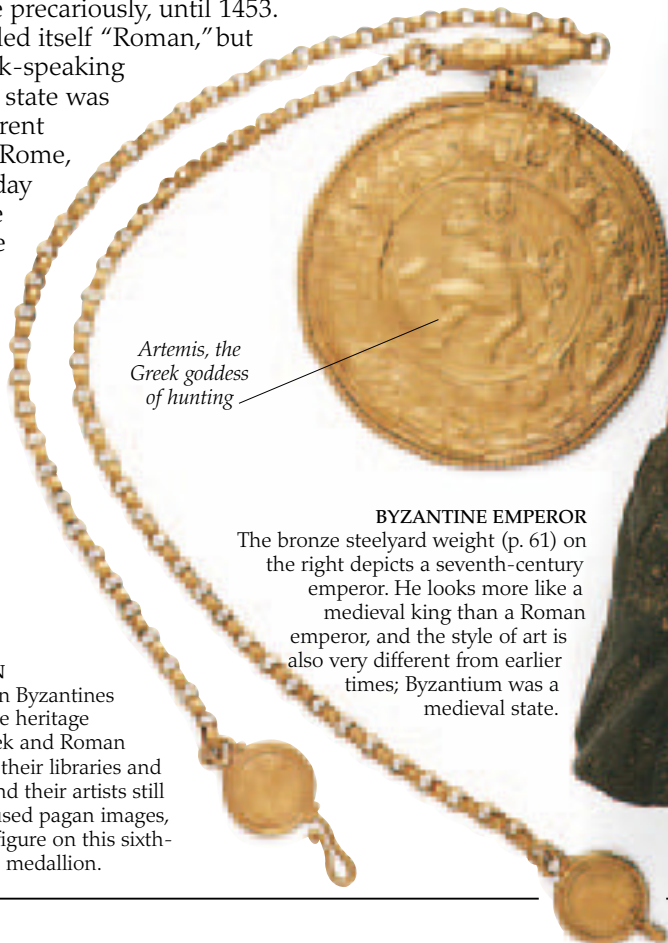 e precariously, until 1453.
led itself “Roman,” but
k-speaking
state was
rent
Rome,
day
e
e
Artemis, the
Greek goddess
of hunting
BYZANTINE EMPEROR
The bronze steelyard weight (p. 61) on
the right depicts a seventh-century
emperor. He looks more like a
medieval king than a Roman
emperor, and the style of art is
also very different from earlier
times; Byzantium was a
medieval state.
N
n Byzantines
e heritage
ek and Roman
their libraries and
nd their artists still
used pagan images,
figure on this sixth-
medallion.